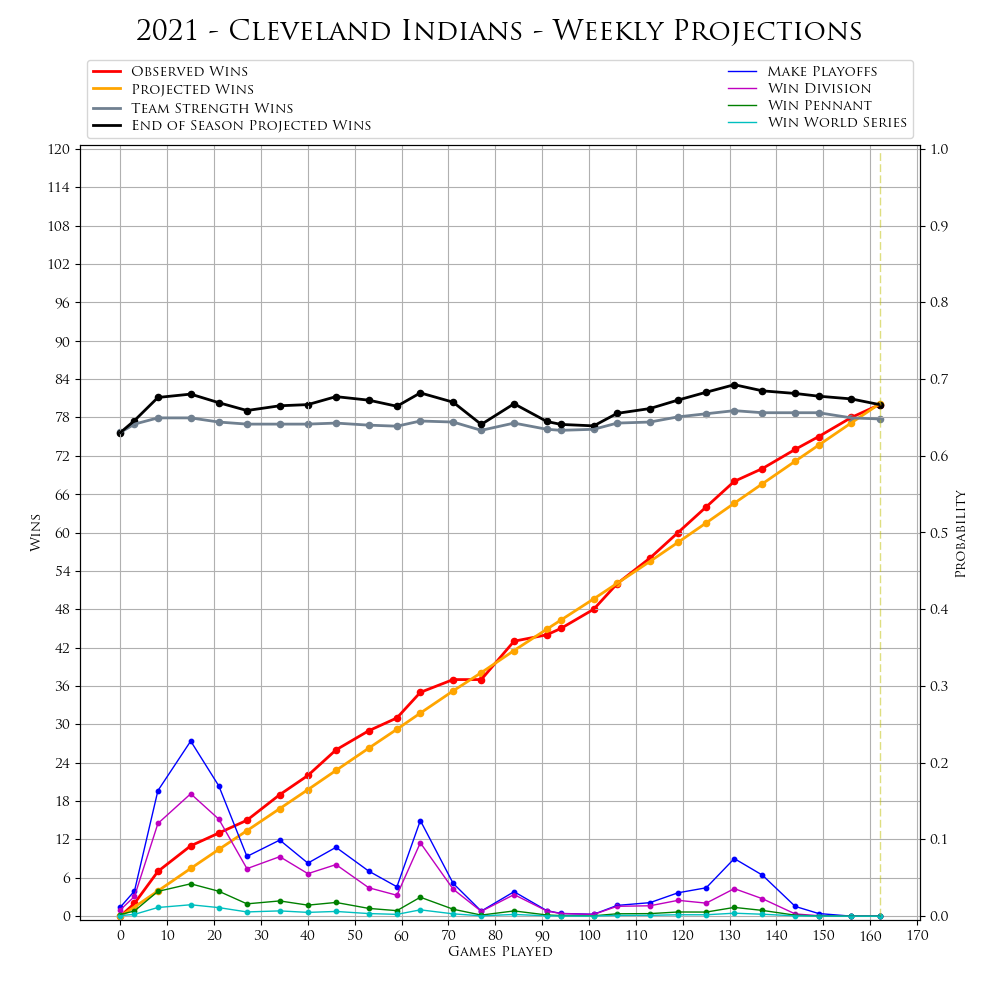 2021 - Cleveland Indians - Weekly Projections
Observed Wins
Projected Wins
Team Strength Wins
End of Season Projected Wins
Make Playoffs
Win Division
Win Pennant
Win World Series
120
114
108
102
96
90
84
78
72
66
60
54
48
42
36
30
24
18
12
6
0
Wins
1.0
0.9
0.8
0.7
0.6
0.5
0.4
0.3
0.2
0.1
0.0
Probability
0 10 20 30 40 50 60 70 80 90 100 110 120 130 140 150 160 170
Games Played